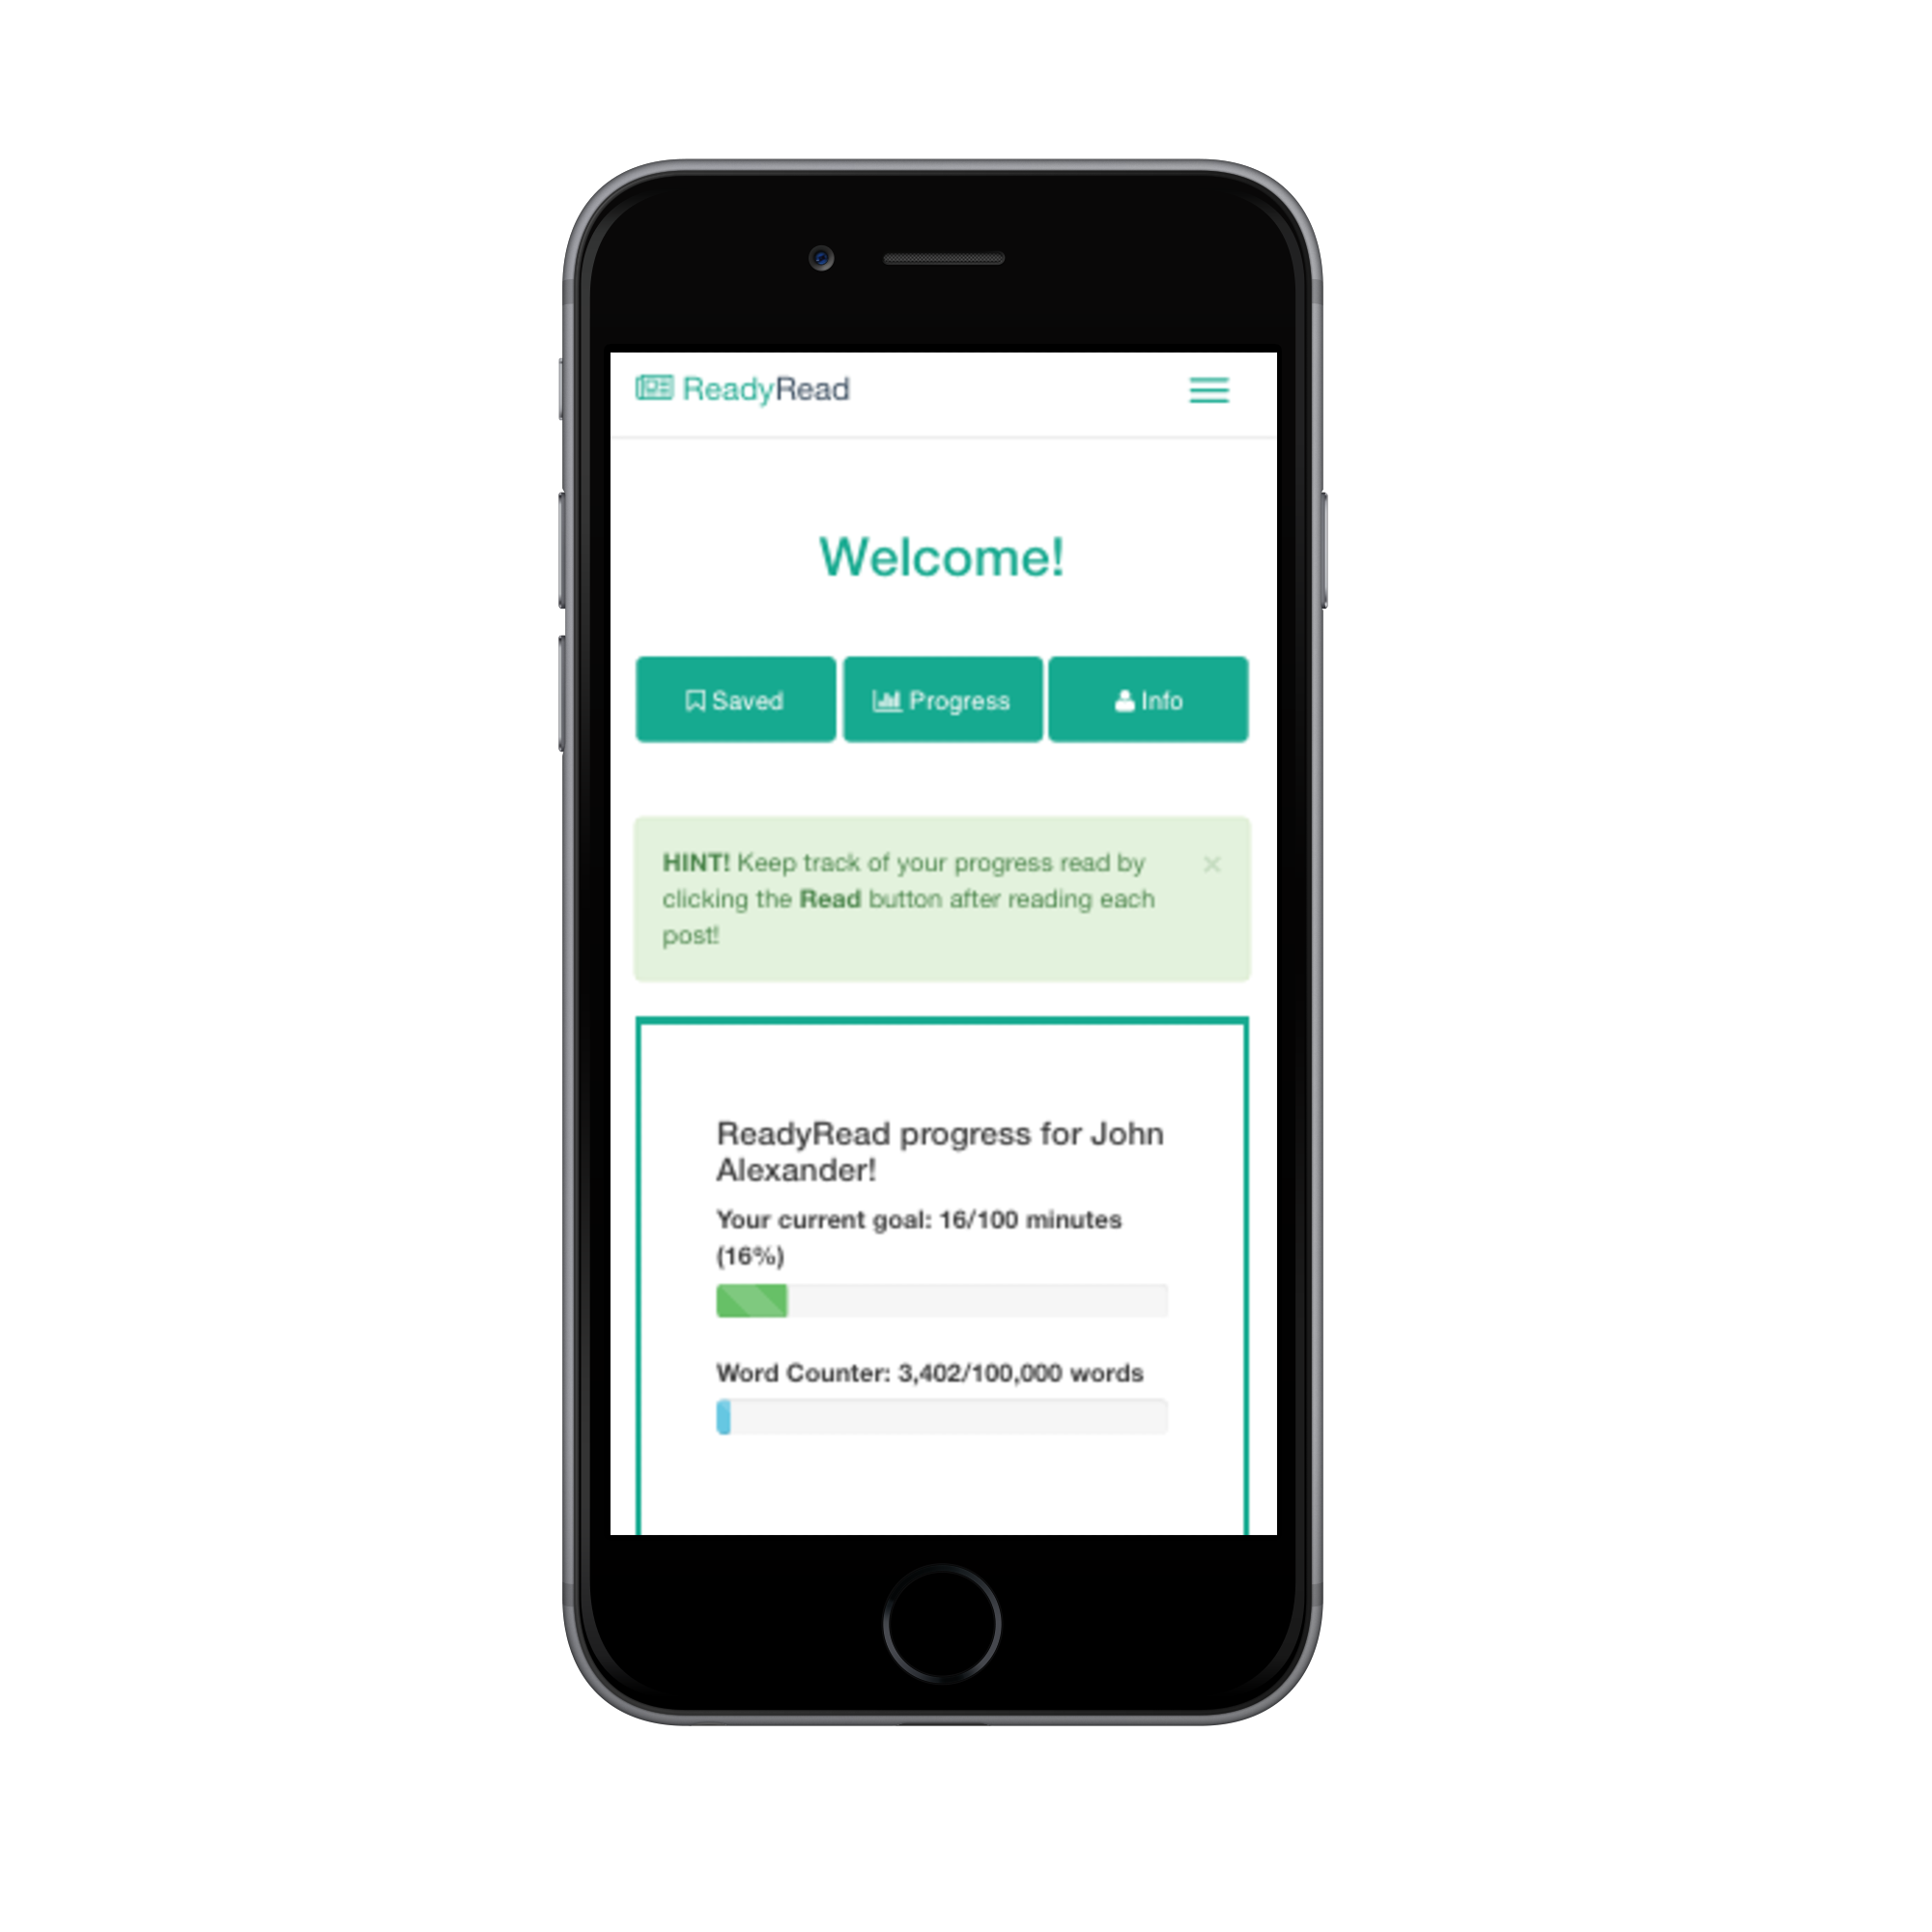 ReadyRead
Welcome!
Saved
Progress
Info
HINT! Keep track of your progress read by
clicking the Read button after reading each
post!
×
ReadyRead progress for John
Alexander!
Your current goal: 16/100 minutes
(16%)
Word Counter: 3,402/100,000 words